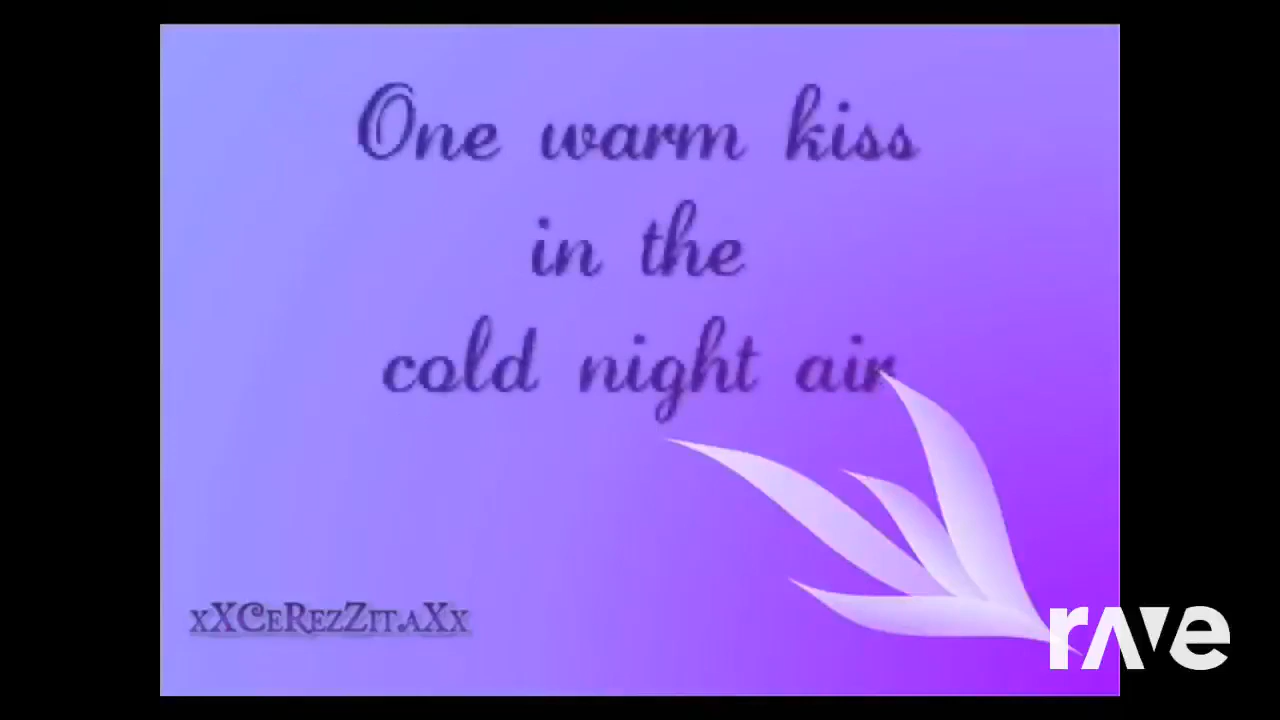 One warm kiss
in the
cold night air
xXCeRezZitaXx
rave